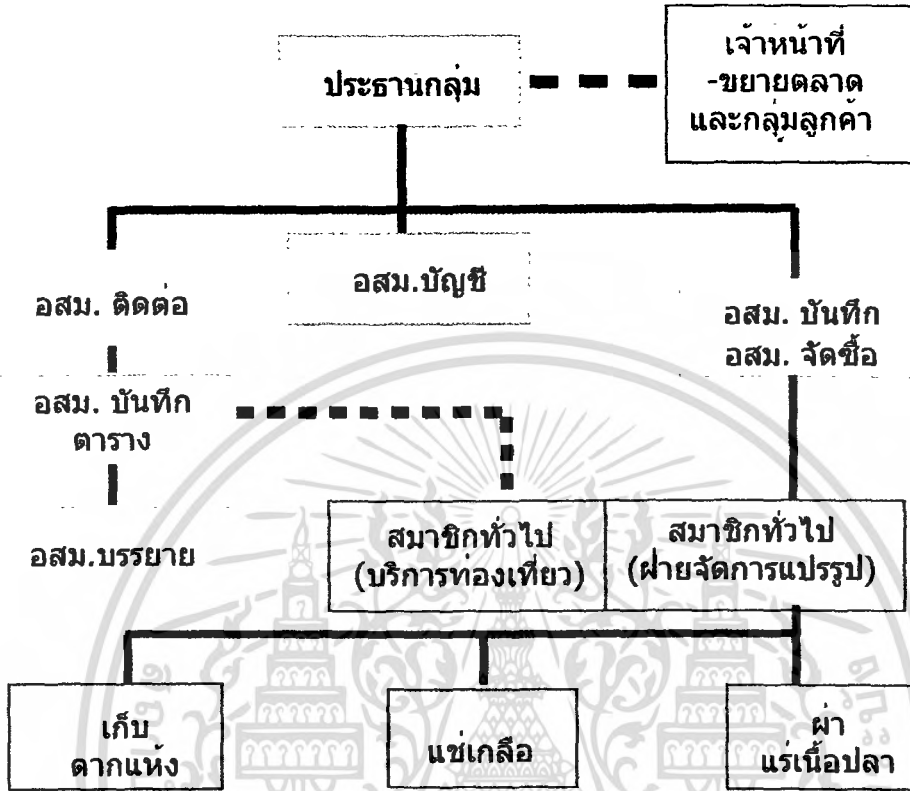 ประธานกลุ่ม
เจ้าหน้าที่
-ขยายตลาด
และกลุ่มลูกค้า
อสม. ติดต่อ
อสม.บัญชี
อสม. บันทึก
อสม. จัดซื้อ
อสม. บันทึก
ตาราง
อสม.บรรยาย
สมาชิกทั่วไป
(บริการท่องเที่ยว)
สมาชิกทั่วไป
(ฝ่ายจัดการแปรรูป)
เก็บ
ตากแห้ง
แช่เกลือ
ผ่า
แร่เนื้อปลา